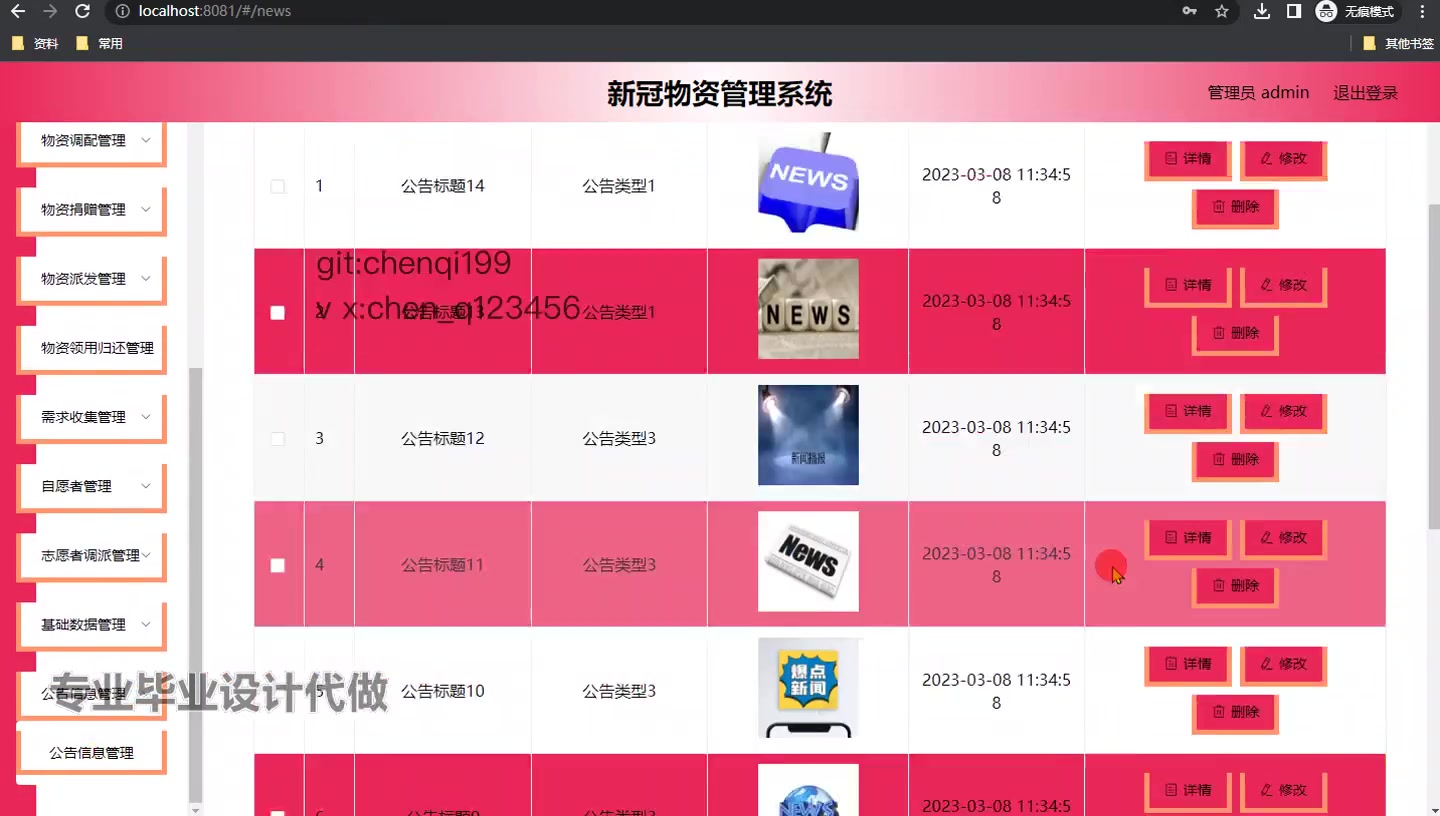 localhost:8081/#/news
无痕模式
资料
常用
其他书签
新冠物资管理系统
管理员 admin
退出登录
物资调配管理
物资捐赠管理
物资派发管理
物资领用归还管理
需求收集管理
自愿者管理
志愿者调派管理
基础数据管理
公告信息管理
公告信息管理
专业毕业设计代做
git:chenqi199
v x:chen_q123456
1
公告标题14
公告类型1
NEWS
2023-03-08 11:34:5
8
详情
修改
删除
2
公告标题13
公告类型1
NEWS
2023-03-08 11:34:5
8
详情
修改
删除
3
公告标题12
公告类型3
新闻播报
2023-03-08 11:34:5
8
详情
修改
删除
4
公告标题11
公告类型3
News
2023-03-08 11:34:5
8
详情
修改
删除
5
公告标题10
公告类型3
爆点
新闻
2023-03-08 11:34:5
8
详情
修改
删除
6
公告标题9
公告类型3
NEWS
2023-03-08 11:34:5
详情
修改